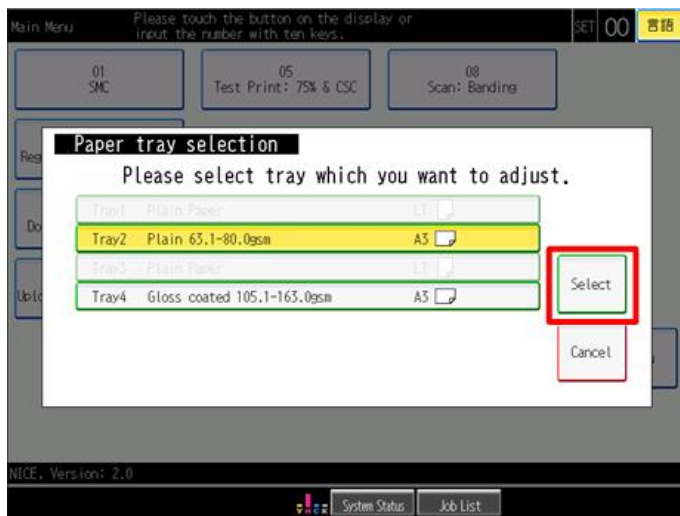 Main Menu
Please touch the button on the display or
input the number with ten keys.
SET 00 言語
01
SMC
05
Test Print: 75% & CSC
08
Scan: Banding
Reg
Paper tray selection
Please select tray which you want to adjust.
Tray1 Plain Paper LT
Do
Tray2 Plain 63.1-80.0gsm A3
Tray3 Plain Paper LT
Uplo
Tray4 Gloss coated 105.1-163.0gsm A3
Select
Cancel
NICE, Version: 2.0
System Status
Job List